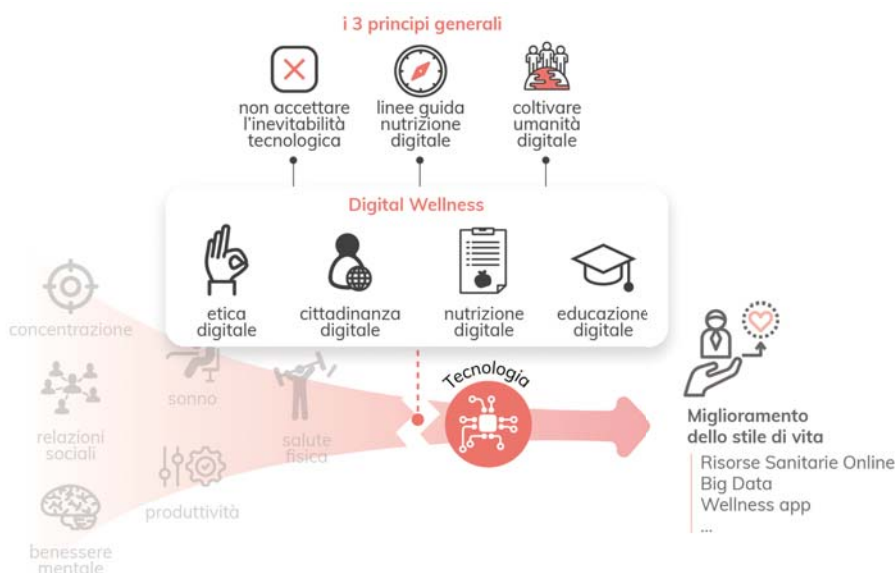 i 3 principi generali
non accettare
l'inevitabilità
tecnologica
linee guida
nutrizione
digitale
coltivare
umanità
digitale
Digital Wellness
etica
digitale
cittadinanza
digitale
nutrizione
digitale
educazione
digitale
concentrazione
relazioni
sociali
benessere
mentale
sonno
produttività
salute
fisica
Tecnologia
Miglioramento
dello stile di vita
Risorse Sanitarie Online
Big Data
Wellness app
...